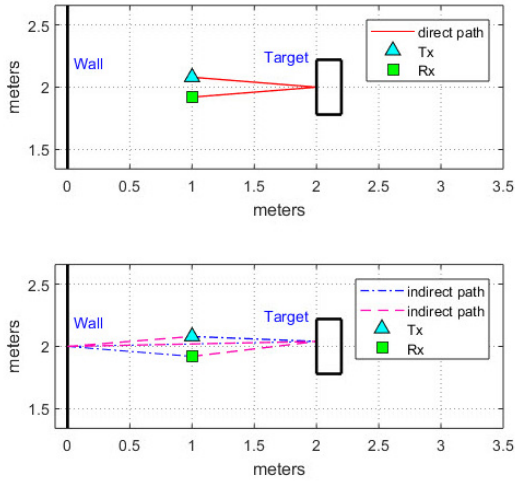 2.5
2
1.5
meters
Wall
Target
direct path
Tx
Rx
0 0.5 1 1.5 2 2.5 3 3.5
meters
2.5
2
1.5
meters
Wall
Target
indirect path
indirect path
Tx
Rx
0 0.5 1 1.5 2 2.5 3 3.5
meters